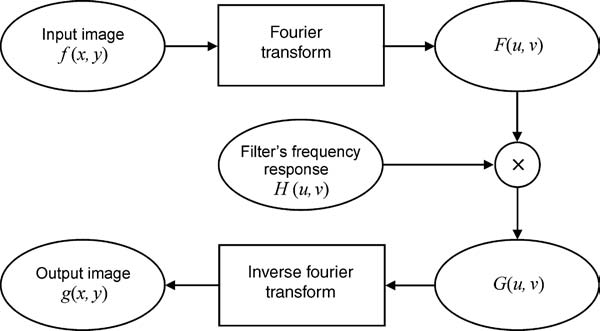 Input image
f (x, y)
Fourier
transform
F(u, v)
Filter's frequency
response
H (u, v)
×
Output image
g(x, y)
Inverse fourier
transform
G(u, v)